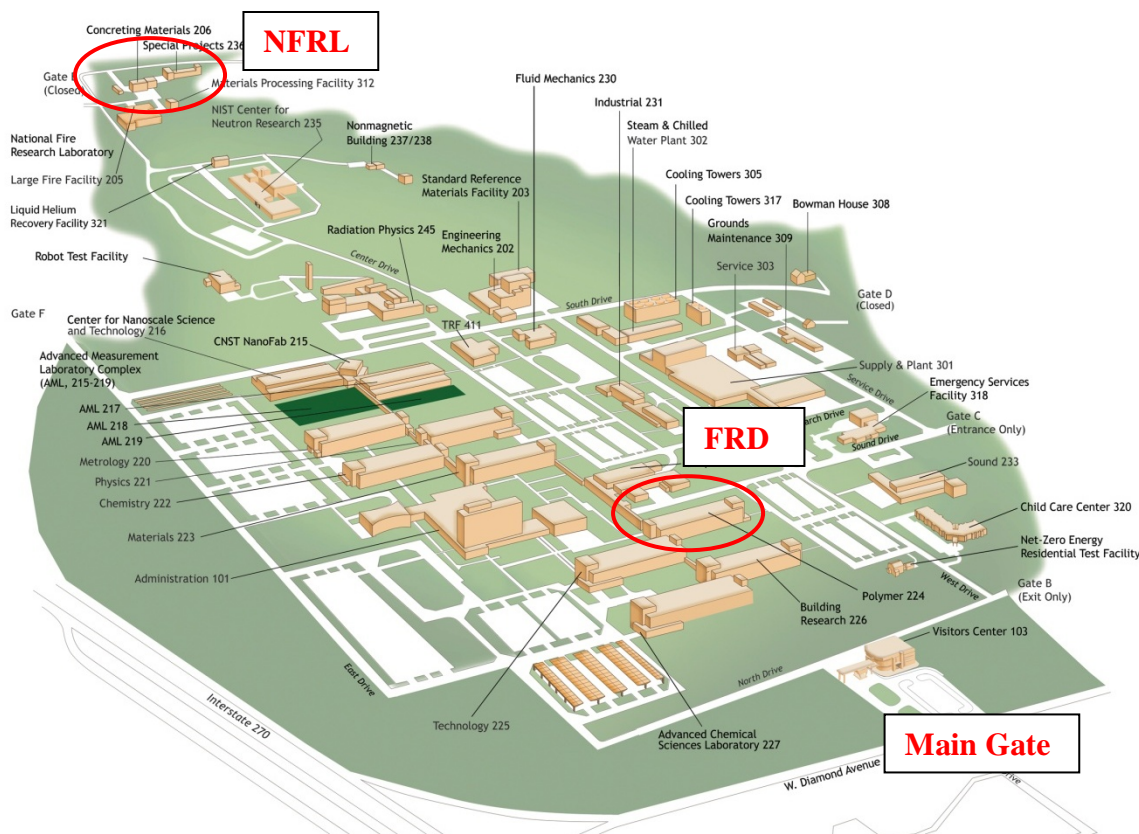 Concreting Materials 206
Special Projects 236
NFRL
Gate E
(Closed)
Materials Processing Facility 312
NIST Center for
Neutron Research 235
National Fire
Research Laboratory
Large Fire Facility 205
Nonmagnetic
Building 237/238
Fluid Mechanics 230
Industrial 231
Steam & Chilled
Water Plant 302
Standard Reference
Materials Facility 203
Cooling Towers 305
Cooling Towers 317
Bowman House 308
Grounds
Maintenance 309
Service 303
Liquid Helium
Recovery Facility 321
Radiation Physics 245
Engineering
Mechanics 202
Robot Test Facility
Center Drive
South Drive
Gate D
(Closed)
Gate F
Center for Nanoscale Science
and Technology 216
CNST NanoFab 215
TRF 411
Advanced Measurement
Laboratory Complex
(AML, 215-219)
Supply & Plant 301
Service Drive
Emergency Services
Facility 318
AML 217
AML 218
AML 219
FRD
arch Drive
Sound Drive
Gate C
(Entrance Only)
Metrology 220
Physics 221
Chemistry 222
Sound 233
Materials 223
Child Care Center 320
Net-Zero Energy
Residential Test Facility
Administration 101
West Drive
Gate B
(Exit Only)
Polymer 224
Building
Research 226
Visitors Center 103
East Drive
North Drive
Interstate 270
Technology 225
Advanced Chemical
Sciences Laboratory 227
Main Gate
W. Diamond Avenue